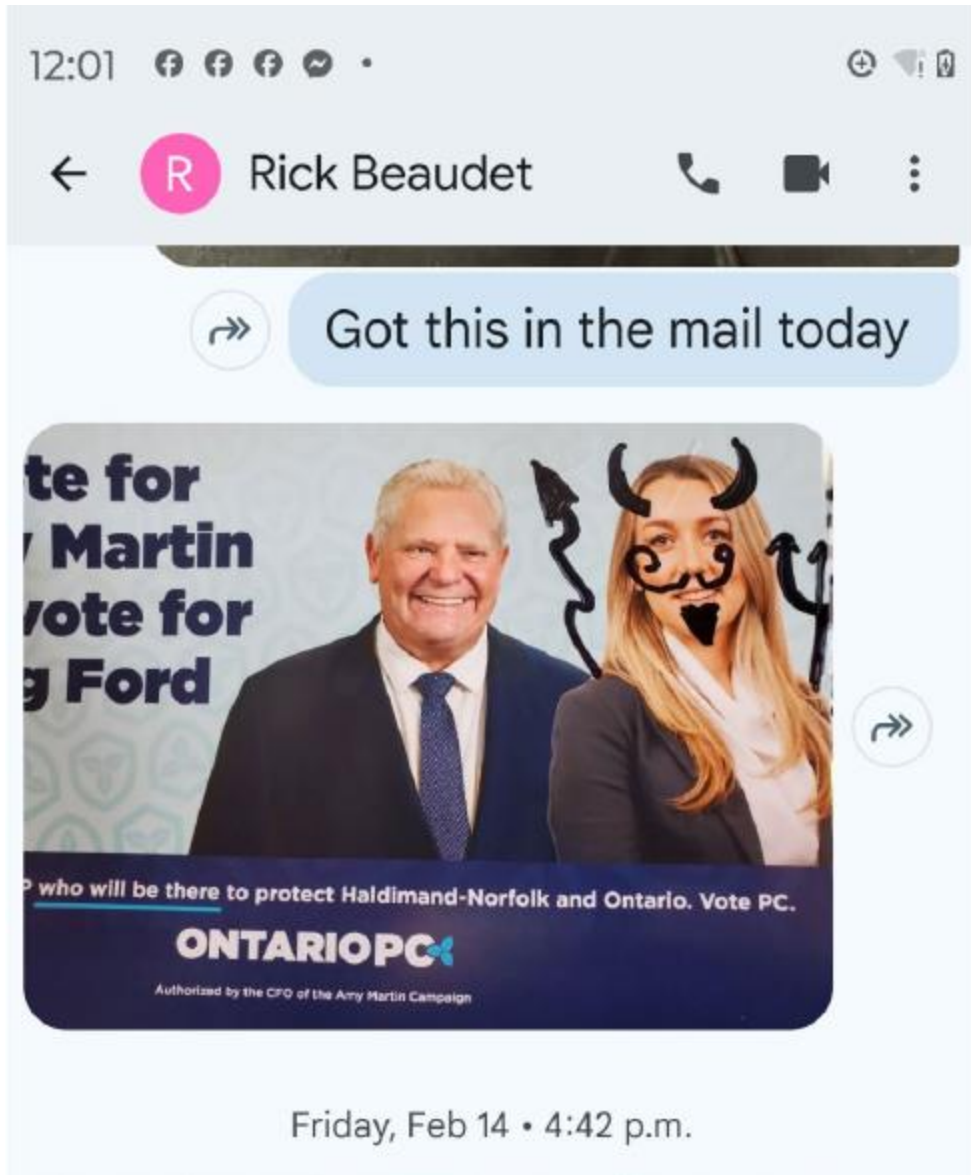 12:01
R Rick Beaudet
Got this in the mail today
te for
Martin
vote for
g Ford
who will be there to protect Haldimand-Norfolk and Ontario. Vote PC.
ONTARIO PC
Authorized by the CFO of the Amy Martin Campaign
Friday, Feb 14 • 4:42 p.m.